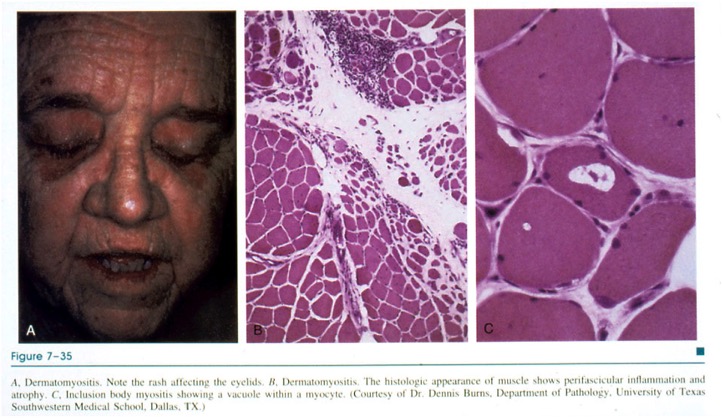 A
B
C
Figure 7–35
A, Dermatomyositis. Note the rash affecting the eyelids. B, Dermatomyositis. The histologic appearance of muscle shows perifascicular inflammation and
atrophy. C, Inclusion body myositis showing a vacuole within a myocyte. (Courtesy of Dr. Dennis Burns, Department of Pathology, University of Texas
Southwestern Medical School, Dallas, TX.)